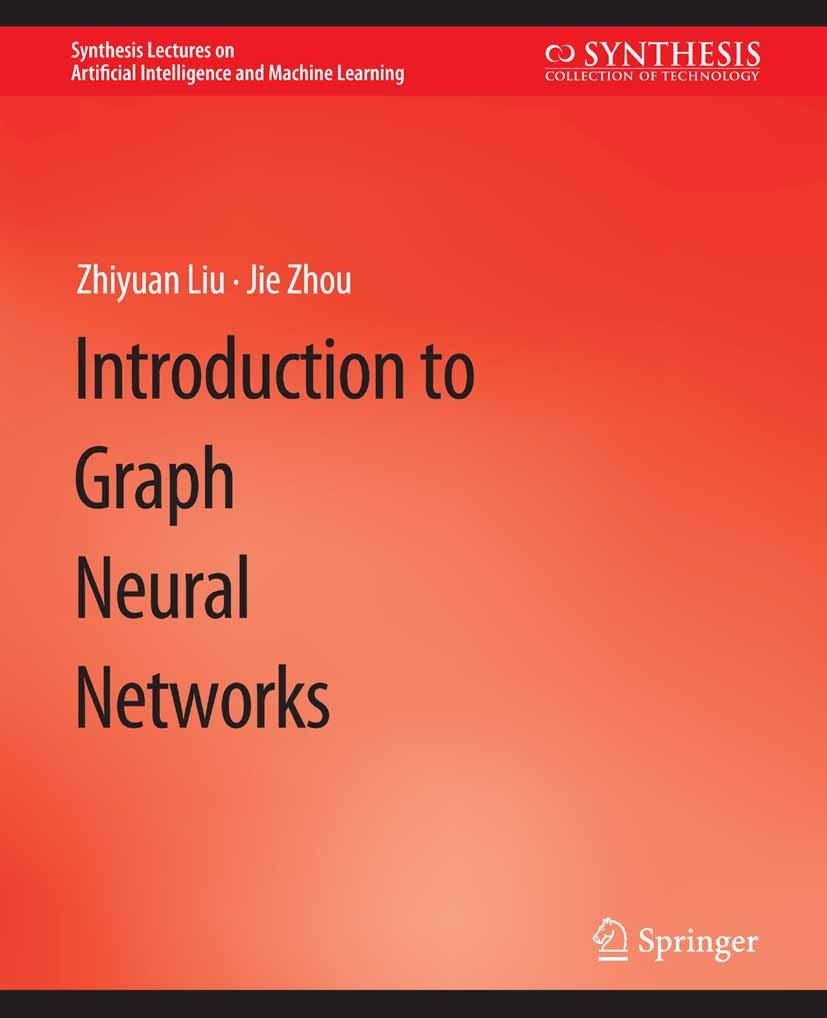 Synthesis Lectures on
Artificial Intelligence and Machine Learning
SYNTHESIS
COLLECTION OF TECHNOLOGY
Zhiyuan Liu · Jie Zhou
Introduction to
Graph
Neural
Networks
Springer